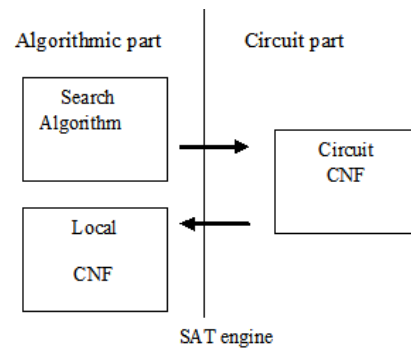 Algorithmic part
Circuit part
Search
Algorithm
Circuit
CNF
Local
CNF
SAT engine